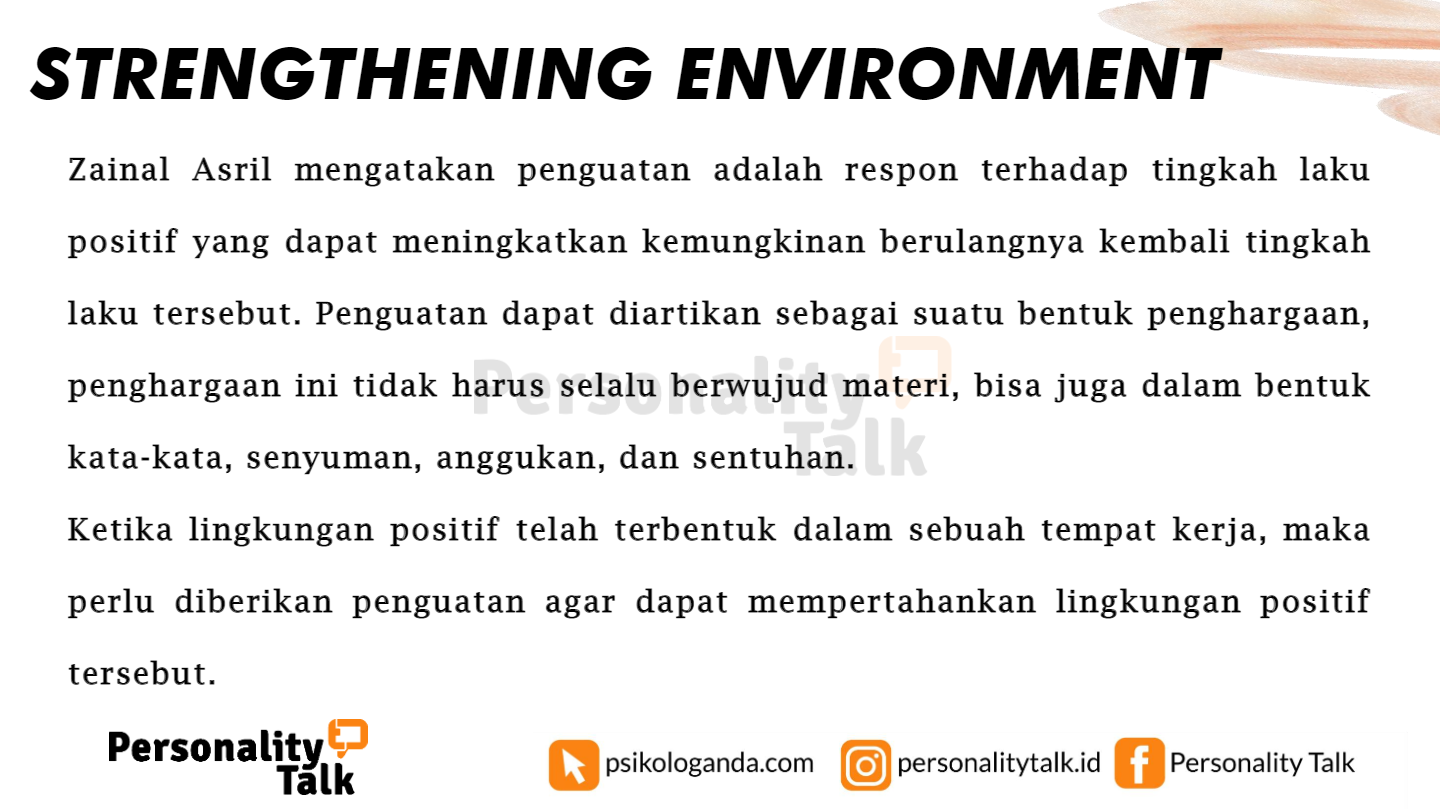 STRENGTHENING ENVIRONMENT
Zainal Asril mengatakan penguatan adalah respon terhadap tingkah laku
positif yang dapat meningkatkan kemungkinan berulangnya kembali tingkah
laku tersebut. Penguatan dapat diartikan sebagai suatu bentuk penghargaan,
penghargaan ini tidak harus selalu berwujud materi, bisa juga dalam bentuk
kata-kata, senyuman, anggukan, dan sentuhan.
Ketika lingkungan positif telah terbentuk dalam sebuah tempat kerja, maka
perlu diberikan penguatan agar dapat mempertahankan lingkungan positif
tersebut.
Personality
Talk
Personality
Talk
psikologanda.com
personalitytalk.id
Personality Talk